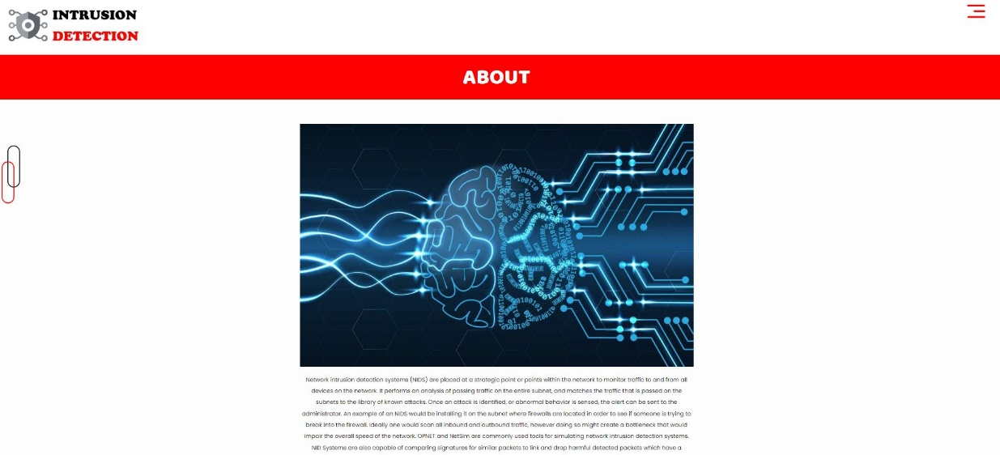 INTRUSION
DETECTION
ABOUT
Network intrusion detection systems (NIDS) are placed at a strategic point or points within the network to monitor traffic to and from all
devices on the network. It performs an analysis of passing traffic on the entire subnet, and matches the traffic that is passed on the
subnets to the library of known attacks. Once an attack is identified, or abnormal behavior is sensed, the alert can be sent to the
administrator. An example of an NIDS would be installing it on the subnet where firewalls are located in order to see if someone is trying to
break into the firewall. Ideally one would scan all inbound and outbound traffic, however doing so might create a bottleneck that would
impair the overall speed of the network. OPNET and NetSim are commonly used tools for simulating network intrusion detection systems.
NID Systems are also capable of comparing signatures for similar packets to link and drop harmful detected packets which have a